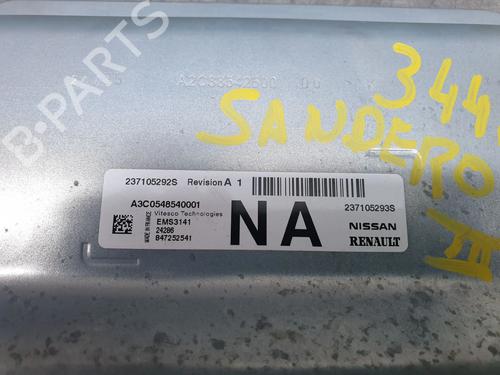 B-PARTS
344
SANDERO
III
237105292S Revision A 1
A3C0548540001
237105293S
MADE IN FRANCE
Vitesco Technologies
EMS3141
24286
847252541
NA
NISSAN
RENAULT